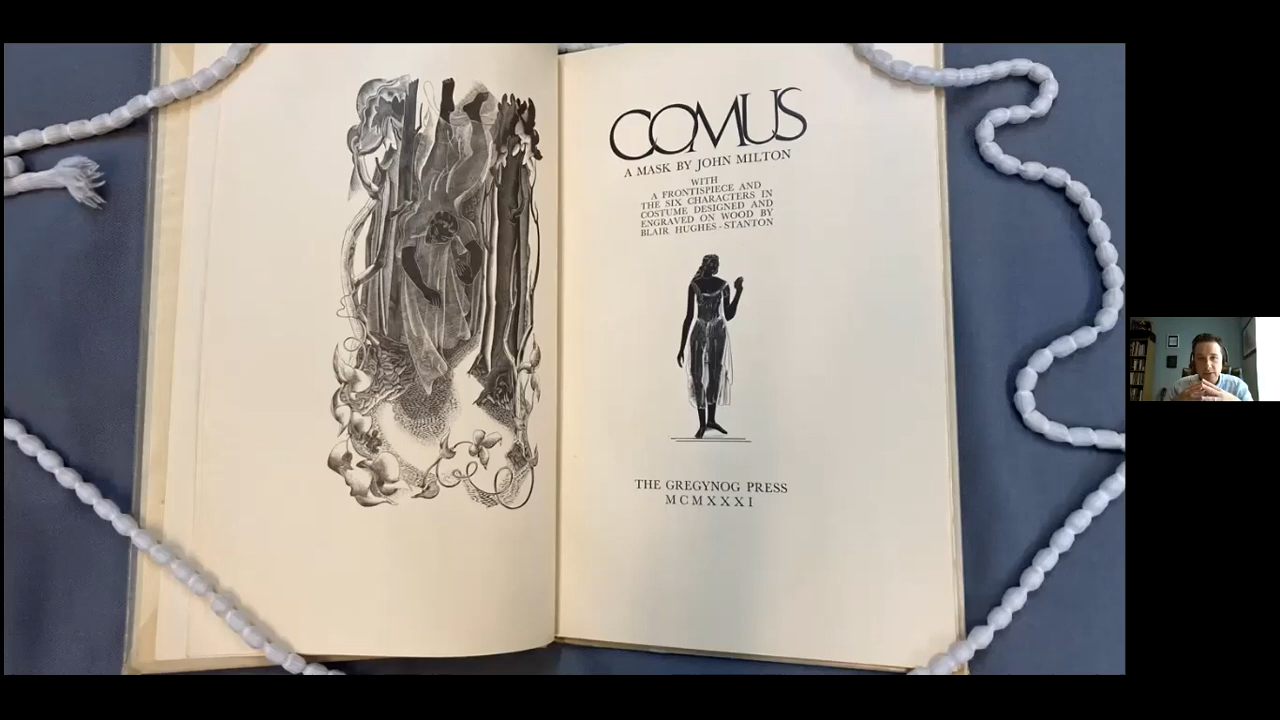 COMUS
A MASK BY JOHN MILTON
WITH
A FRONTISPIECE AND
THE SIX CHARACTERS IN
COSTUME DESIGNED AND
ENGRAVED ON WOOD BY
BLAIR HUGHES-STANTON
THE GREGYNOG PRESS
MCMXXXI